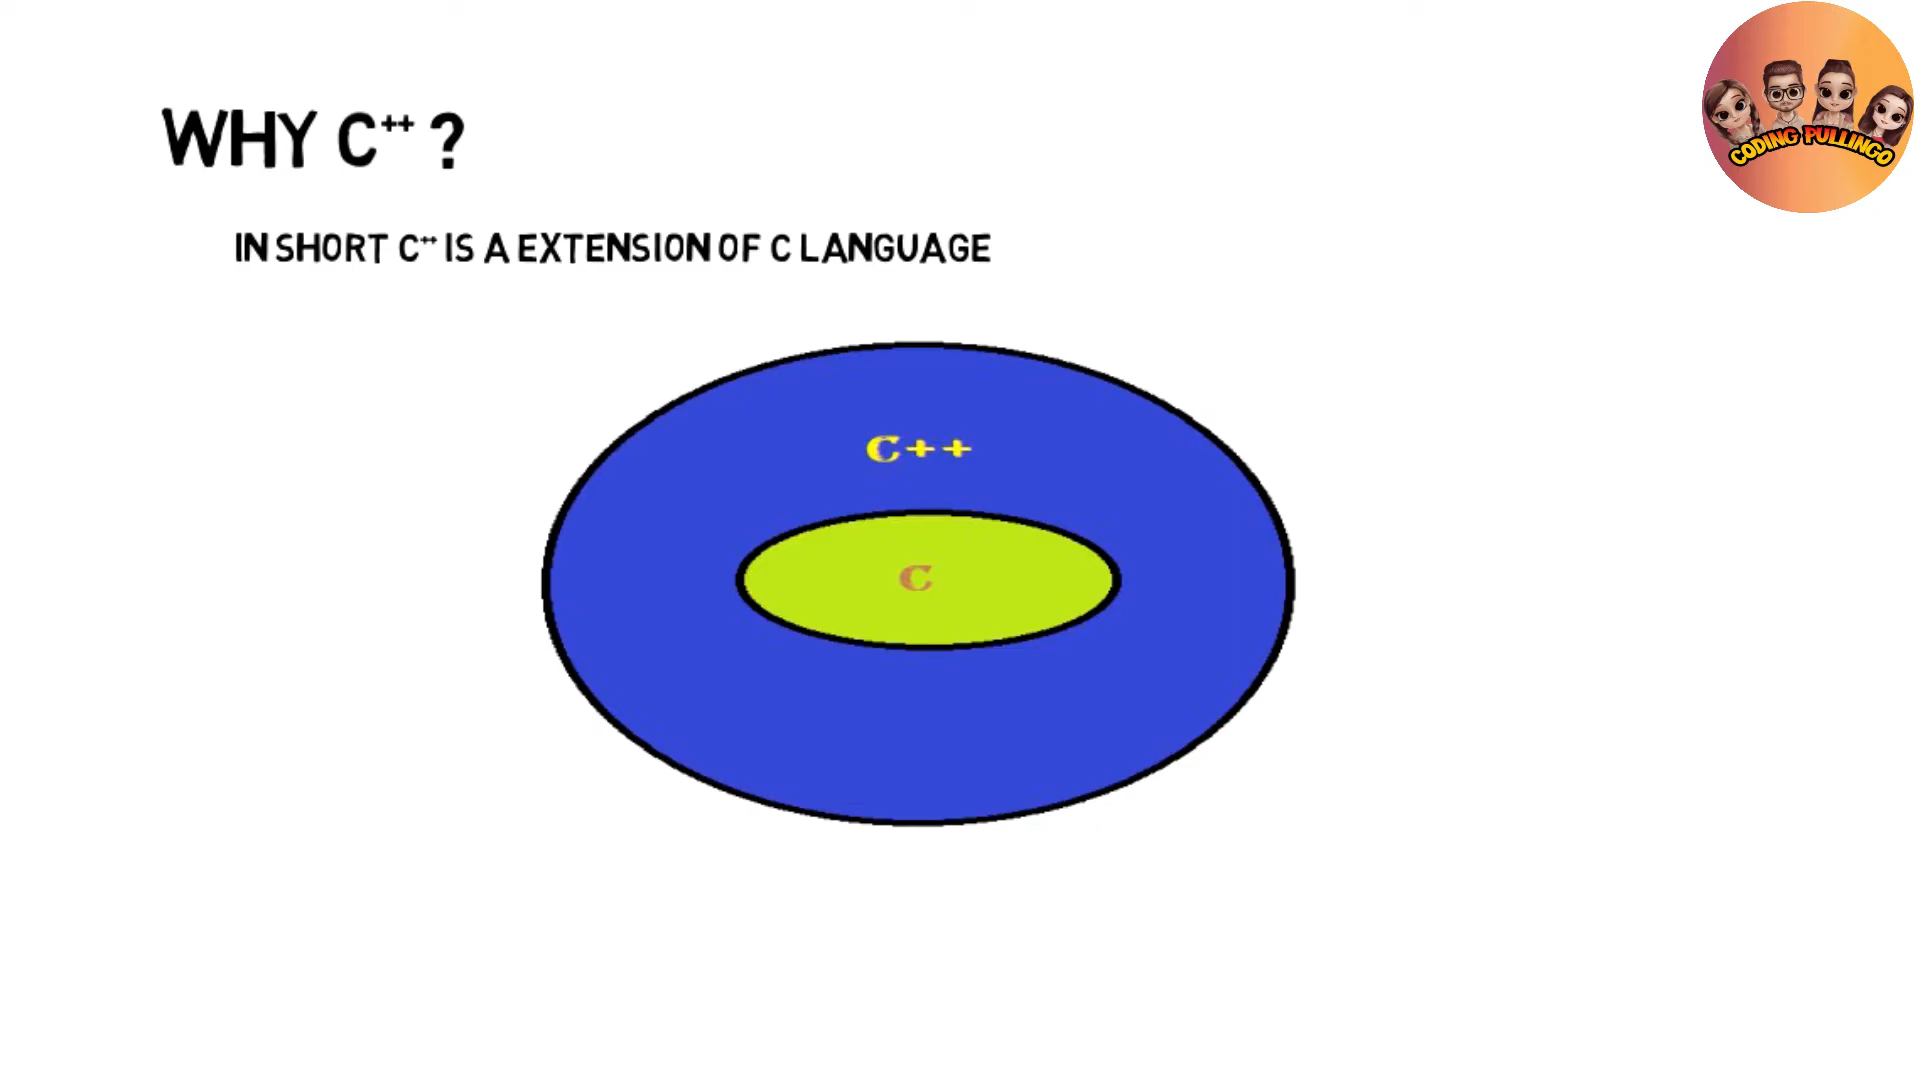 WHY C++ ?
IN SHORT C++ IS A EXTENSION OF C LANGUAGE
C++
C
CODING PULLINGO